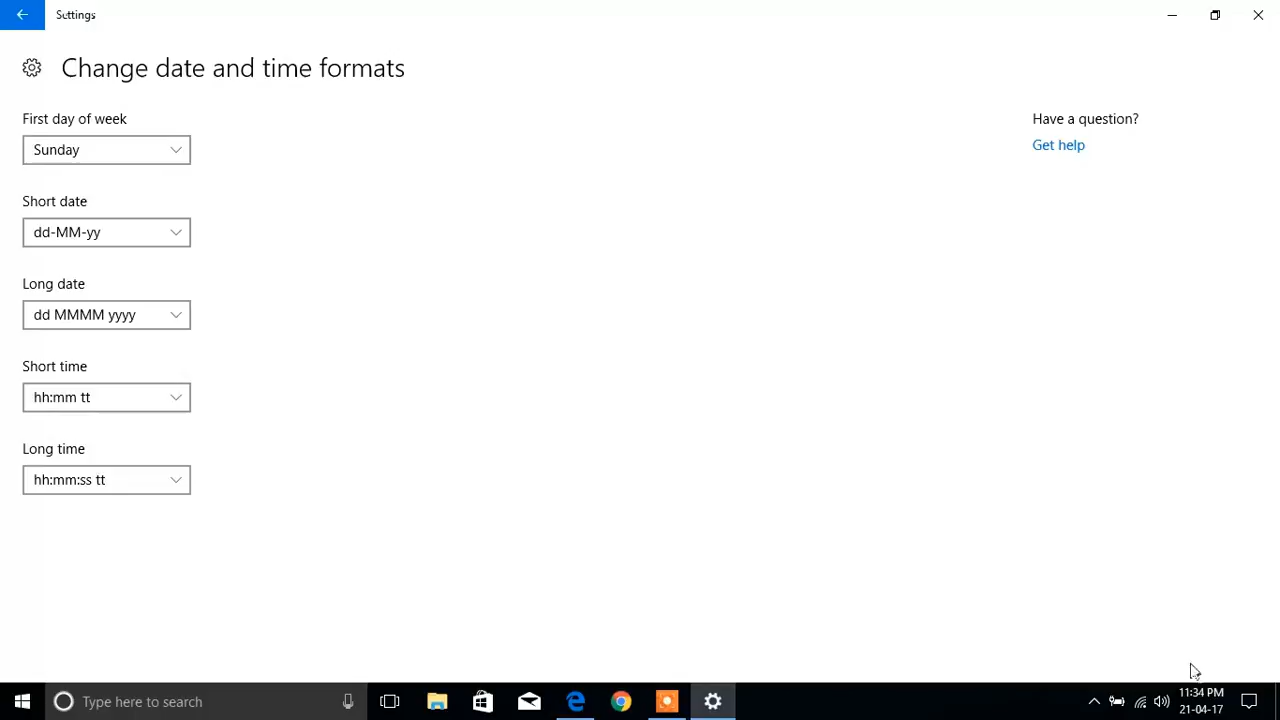 Settings
Change date and time formats
First day of week
Sunday
Short date
dd-MM-yy
Long date
dd MMMM yyyy
Short time
hh:mm tt
Long time
hh:mm:ss tt
Have a question?
Get help
Type here to search
11:34 PM
21-04-17